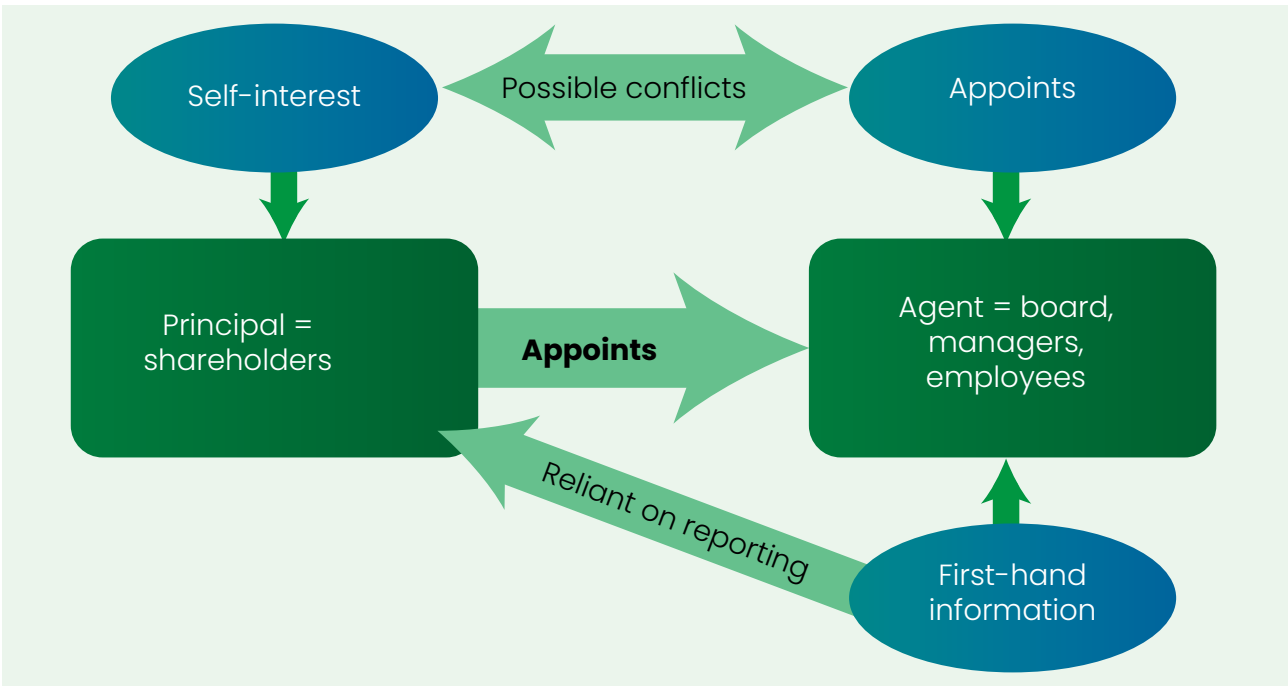 Self-interest
Possible conflicts
Appoints
Principal =
shareholders
Appoints
Agent = board,
managers,
employees
Reliant on reporting
First-hand
information